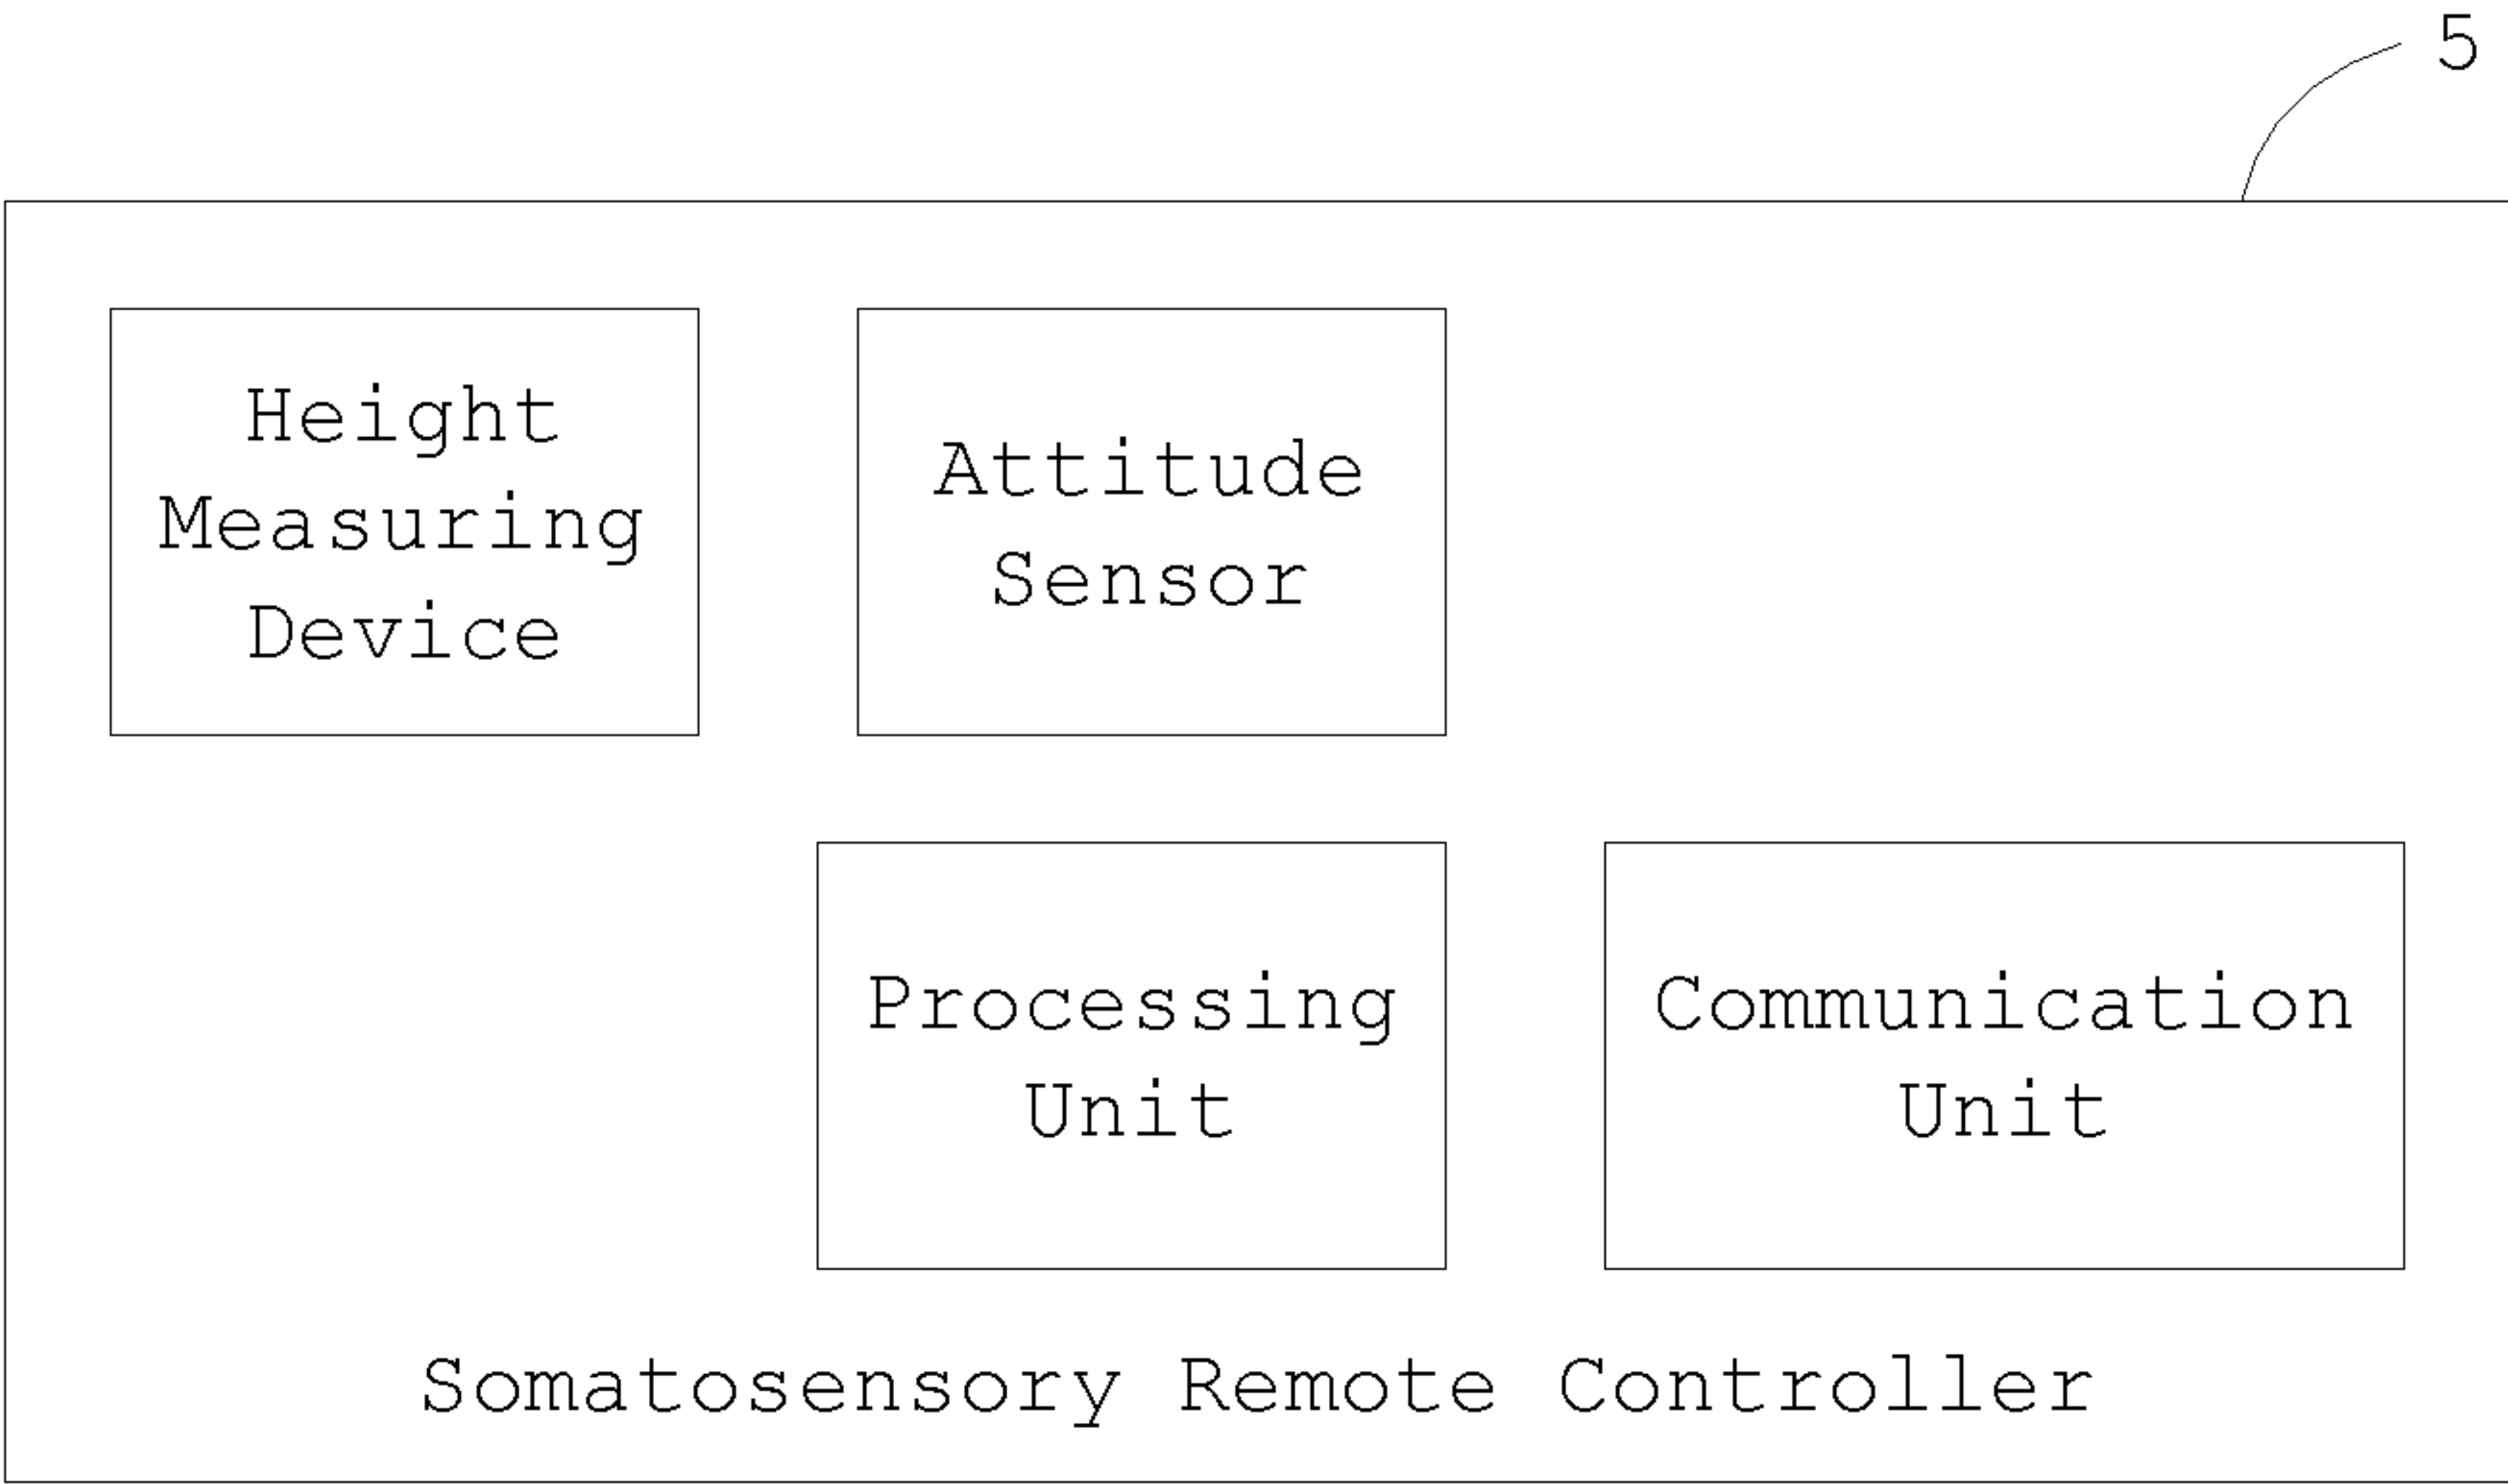 5
Height
Measuring
Device
Attitude
Sensor
Processing
Unit
Communication
Unit
Somatosensory Remote Controller